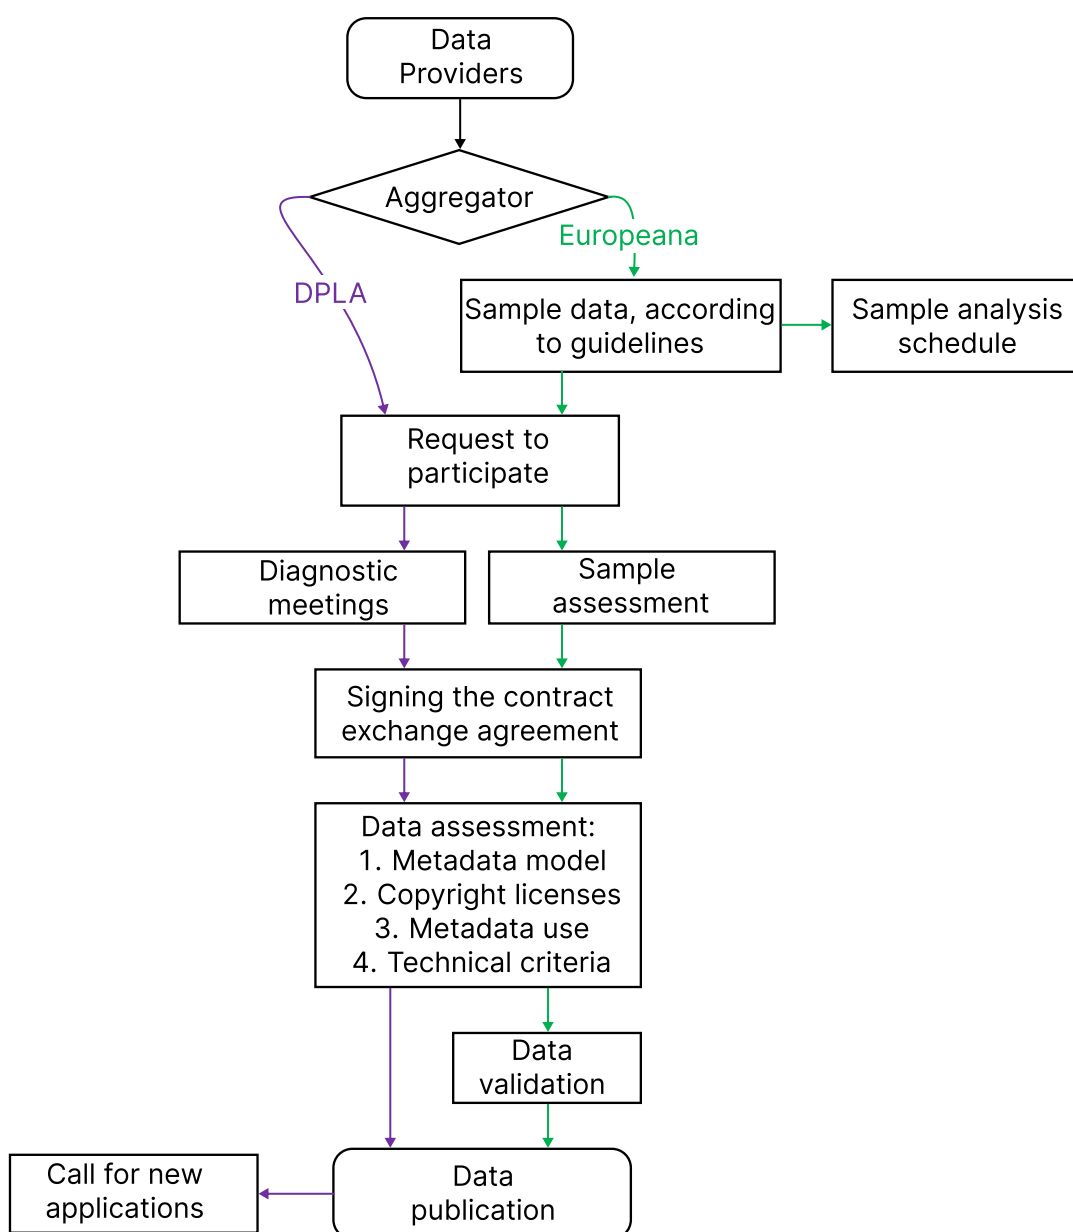 Data
Providers
Aggregator
Europeana
DPLA
Sample data, according
to guidelines
Sample analysis
schedule
Request to
participate
Diagnostic
meetings
Sample
assessment
Signing the contract
exchange agreement
Data assessment:
1. Metadata model
2. Copyright licenses
3. Metadata use
4. Technical criteria
Data
validation
Call for new
applications
Data
publication